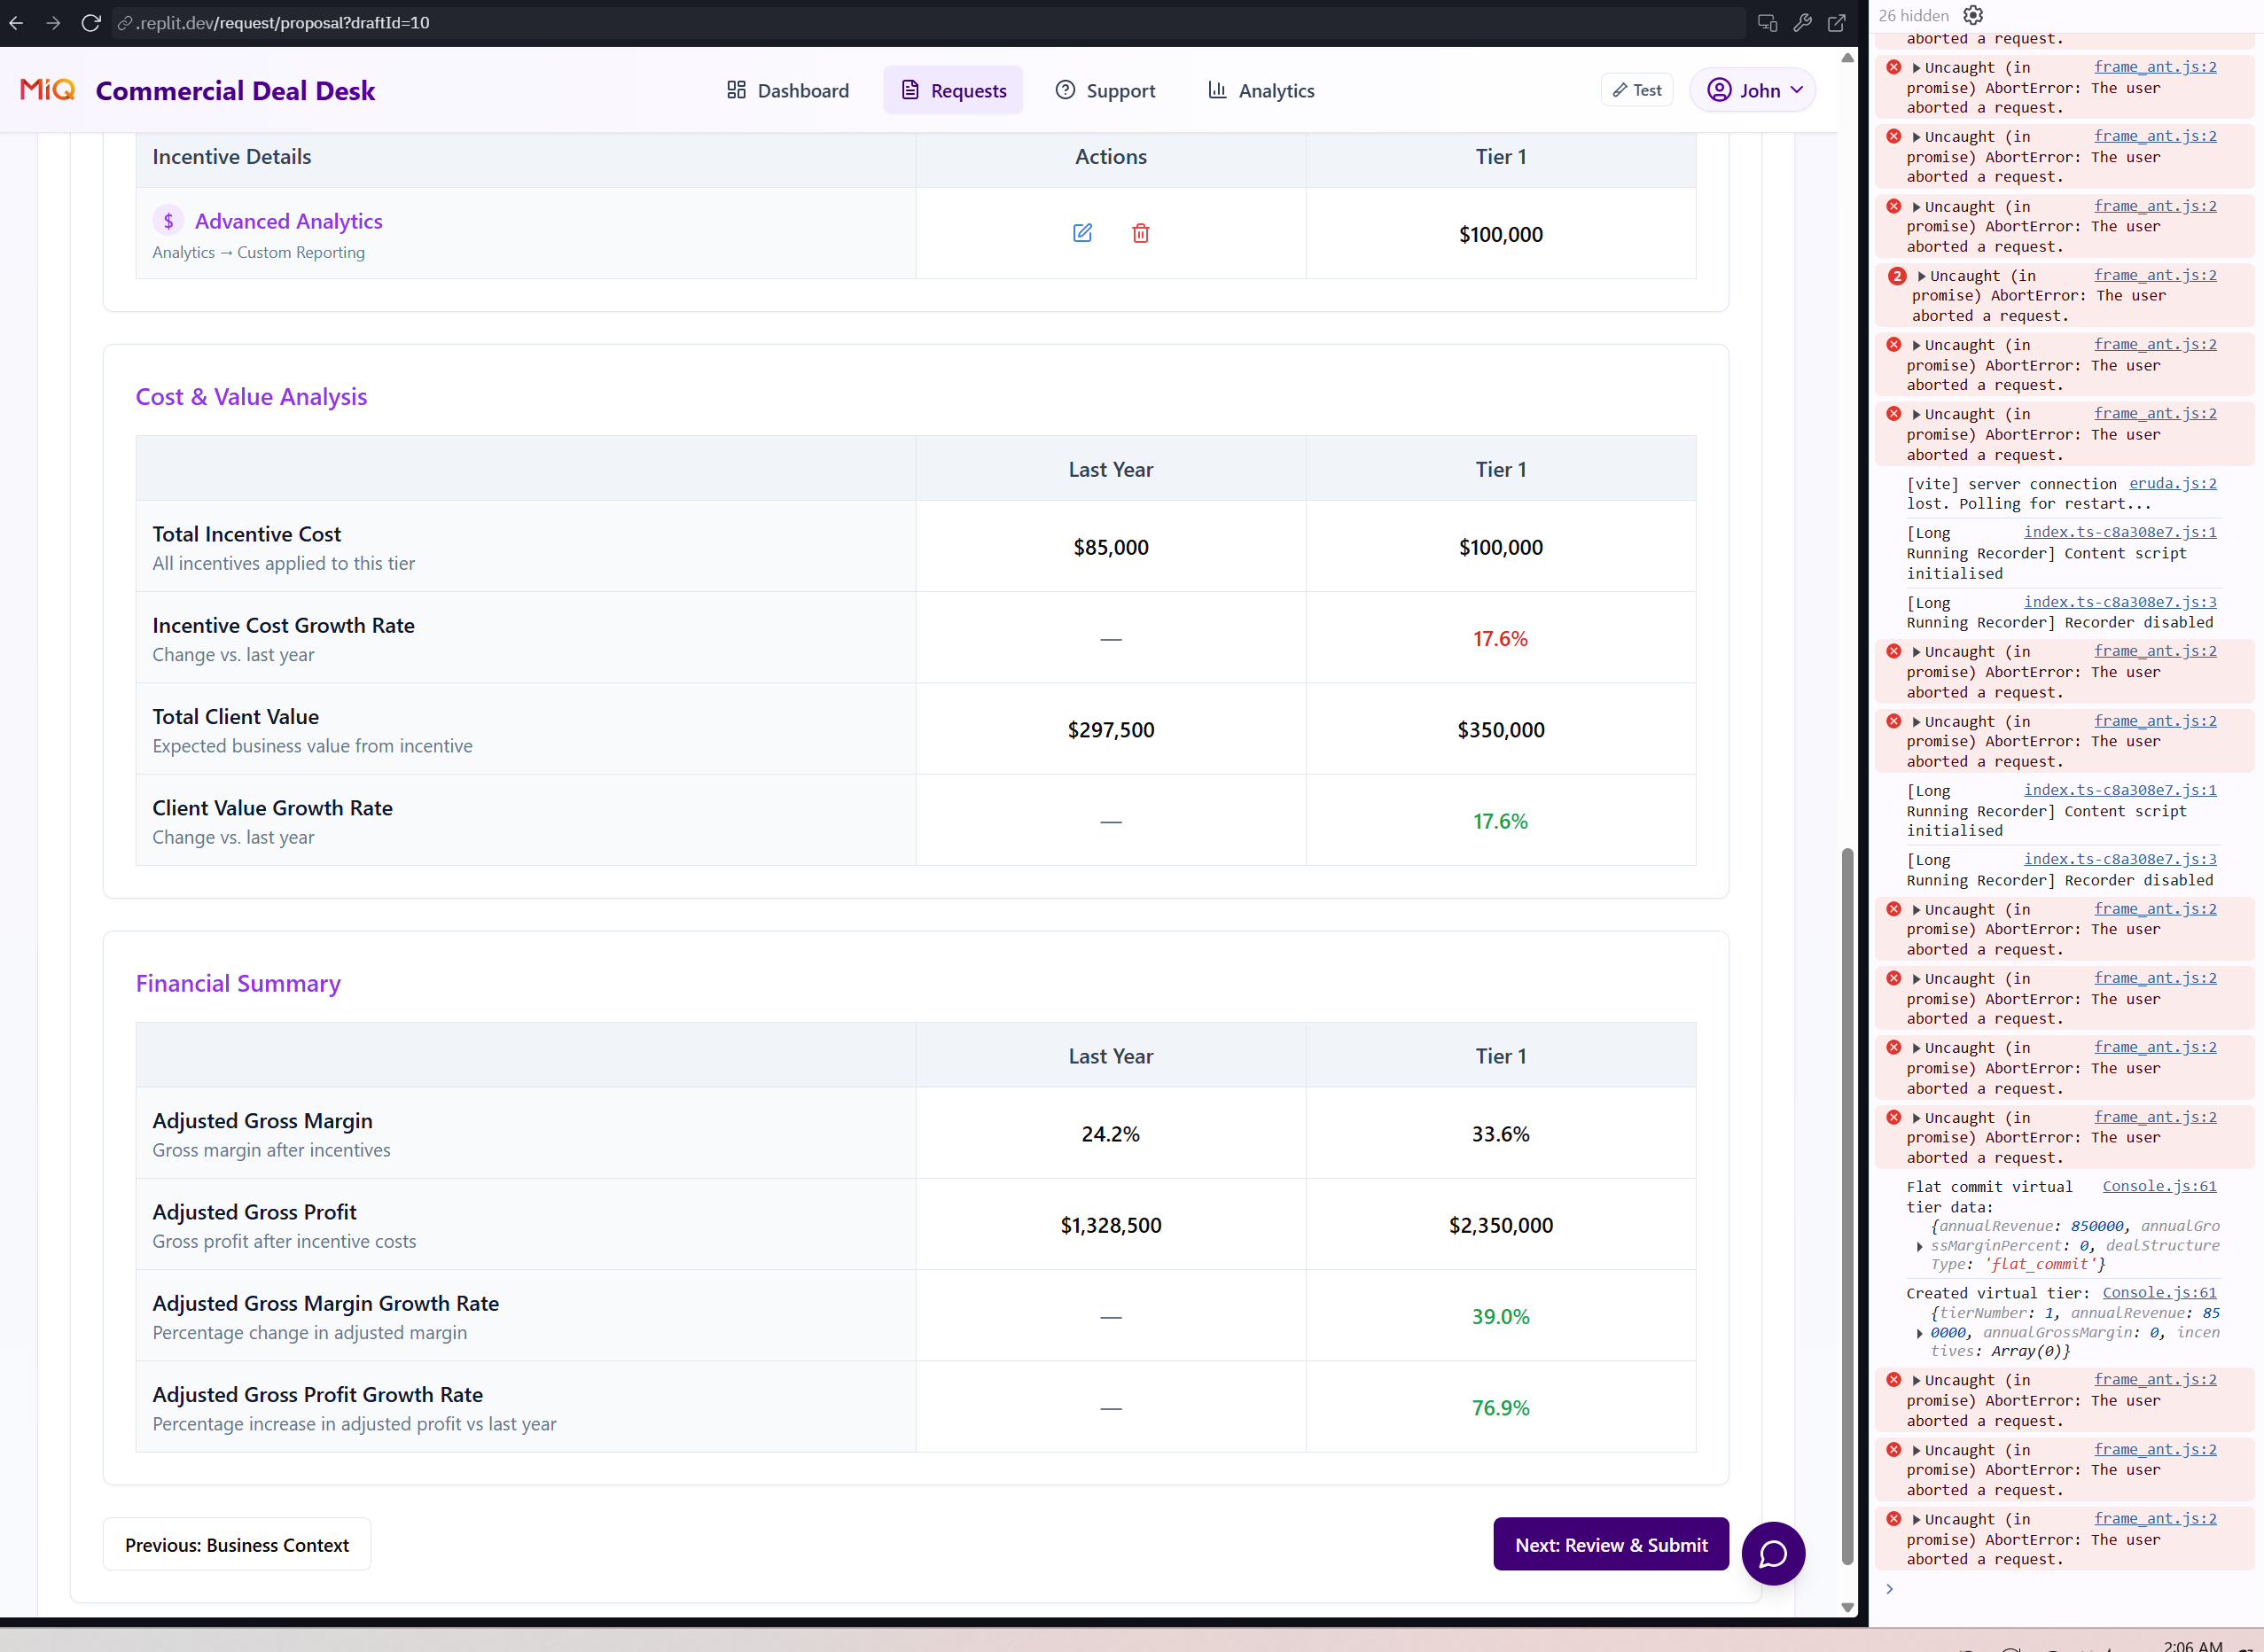 .replit.dev/request/proposal?draftId=10
MiQ Commercial Deal Desk
Dashboard
Requests
Support
Analytics
Test
John
Incentive Details Actions Tier 1
$ Advanced Analytics
Analytics → Custom Reporting
$100,000
Cost & Value Analysis
Last Year Tier 1
Total Incentive Cost
All incentives applied to this tier
$85,000 $100,000
Incentive Cost Growth Rate
Change vs. last year
— 17.6%
Total Client Value
Expected business value from incentive
$297,500 $350,000
Client Value Growth Rate
Change vs. last year
— 17.6%
Financial Summary
Last Year Tier 1
Adjusted Gross Margin
Gross margin after incentives
24.2% 33.6%
Adjusted Gross Profit
Gross profit after incentive costs
$1,328,500 $2,350,000
Adjusted Gross Margin Growth Rate
Percentage change in adjusted margin
— 39.0%
Adjusted Gross Profit Growth Rate
Percentage increase in adjusted profit vs last year
— 76.9%
Previous: Business Context
Next: Review & Submit
26 hidden
aborted a request.
Uncaught (in frame_ant.js:2
promise) AbortError: The user
aborted a request.
Uncaught (in frame_ant.js:2
promise) AbortError: The user
aborted a request.
Uncaught (in frame_ant.js:2
promise) AbortError: The user
aborted a request.
2 Uncaught (in frame_ant.js:2
promise) AbortError: The user
aborted a request.
Uncaught (in frame_ant.js:2
promise) AbortError: The user
aborted a request.
Uncaught (in frame_ant.js:2
promise) AbortError: The user
aborted a request.
[vite] server connection eruda.js:2
lost. Polling for restart...
[Long index.ts-c8a308e7.js:1
Running Recorder] Content script
initialised
[Long index.ts-c8a308e7.js:3
Running Recorder] Recorder disabled
Uncaught (in frame_ant.js:2
promise) AbortError: The user
aborted a request.
Uncaught (in frame_ant.js:2
promise) AbortError: The user
aborted a request.
[Long index.ts-c8a308e7.js:1
Running Recorder] Content script
initialised
[Long index.ts-c8a308e7.js:3
Running Recorder] Recorder disabled
Uncaught (in frame_ant.js:2
promise) AbortError: The user
aborted a request.
Uncaught (in frame_ant.js:2
promise) AbortError: The user
aborted a request.
Uncaught (in frame_ant.js:2
promise) AbortError: The user
aborted a request.
Uncaught (in frame_ant.js:2
promise) AbortError: The user
aborted a request.
Flat commit virtual Console.js:61
tier data:
{annualRevenue: 850000, annualGro
ssMarginPercent: 0, dealStructure
Type: 'flat_commit'}
Created virtual tier: Console.js:61
{tierNumber: 1, annualRevenue: 85
0000, annualGrossMargin: 0, incen
tives: Array(0)}
Uncaught (in frame_ant.js:2
promise) AbortError: The user
aborted a request.
Uncaught (in frame_ant.js:2
promise) AbortError: The user
aborted a request.
Uncaught (in frame_ant.js:2
promise) AbortError: The user
aborted a request.
2:06 AM